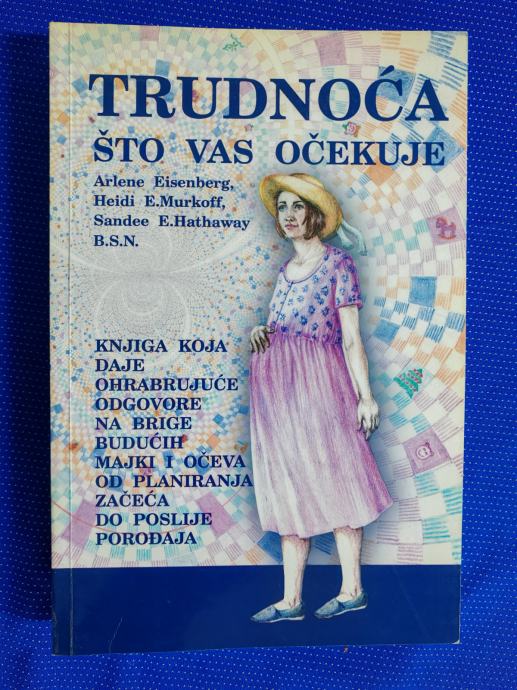 TRUDNOĆA
ŠTO VAS OČEKUJE
Arlene Eisenberg,
Heidi E.Murkoff,
Sandee E.Hathaway
B.S.N.
KNJIGA KOJA
DAJE
OHRABRUJUĆE
ODGOVORE
NA BRIGE
BUDUĆIH
MAJKI I OČEVA
OD PLANIRANJA
ZAČEĆA
DO POSLIJE
POROĐAJA